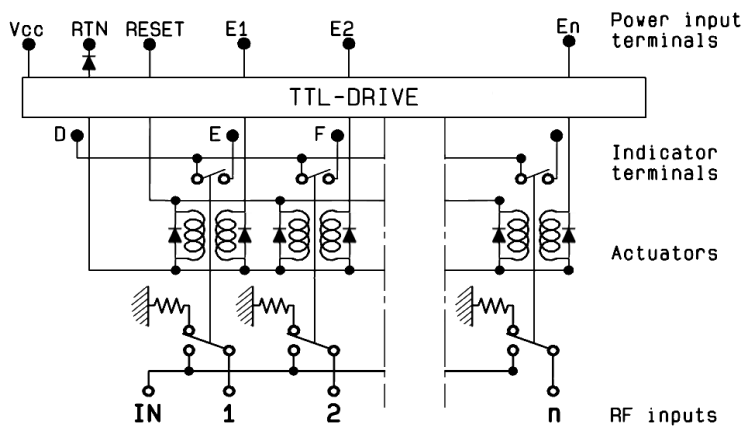 Vcc RTN RESET E1 E2 En Power input
terminals
TTL-DRIVE
D E F Indicator
terminals
Actuators
IN 1 2 n RF inputs